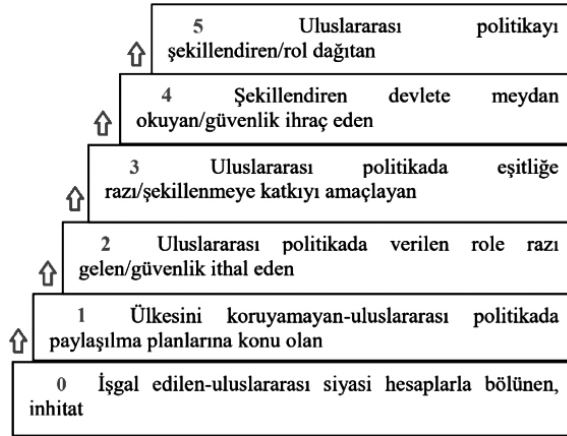 5 Uluslararası politikayı
şekillendiren/rol dağıtan
4 Şekillendiren devlete meydan
okuyan/güvenlik ihraç eden
3 Uluslararası politikada eşitliğe
razı/şekillenmeye katkıyı amaçlayan
2 Uluslararası politikada verilen role razı
gelen/güvenlik ithal eden
1 Ülkesini koruyamayan-uluslararası politikada
paylaşılma planlarına konu olan
0 İşgal edilen-uluslararası siyasi hesaplarla bölünen,
inhitat